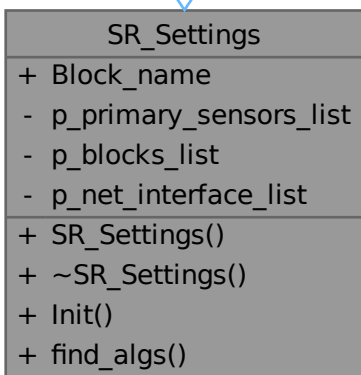 SR_Settings
+ Block_name
- p_primary_sensors_list
- p_blocks_list
- p_net_interface_list
+ SR_Settings()
+ ~SR_Settings()
+ Init()
+ find_algs()